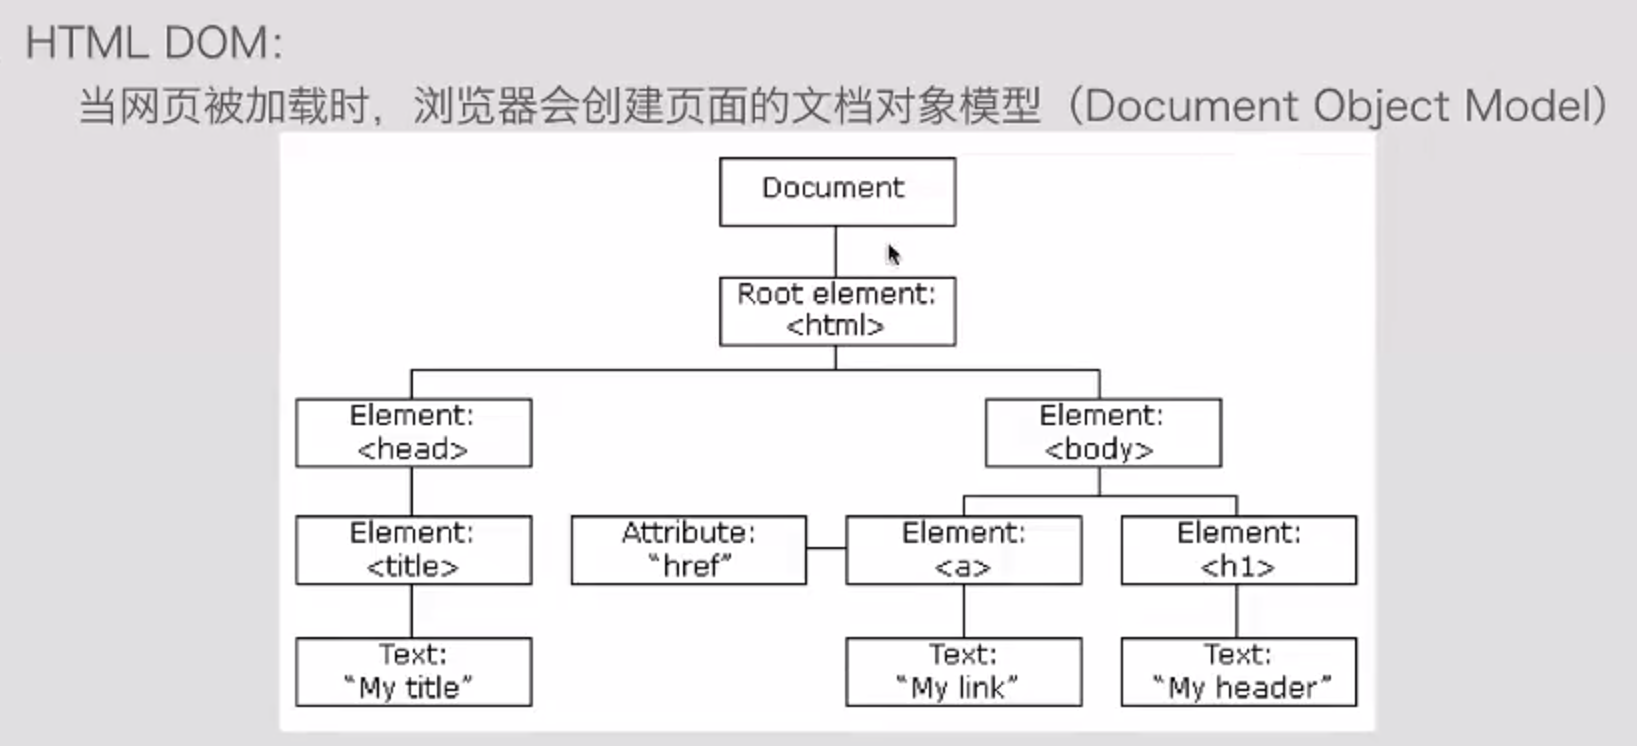 HTML DOM:
当网页被加载时，浏览器会创建页面的文档对象模型（Document Object Model）
Document
Root element:
<html>
Element:
<head>
Element:
<body>
Element:
<title>
Attribute:
“href”
Element:
<a>
Element:
<h1>
Text:
“My title”
Text:
“My link”
Text:
“My header”